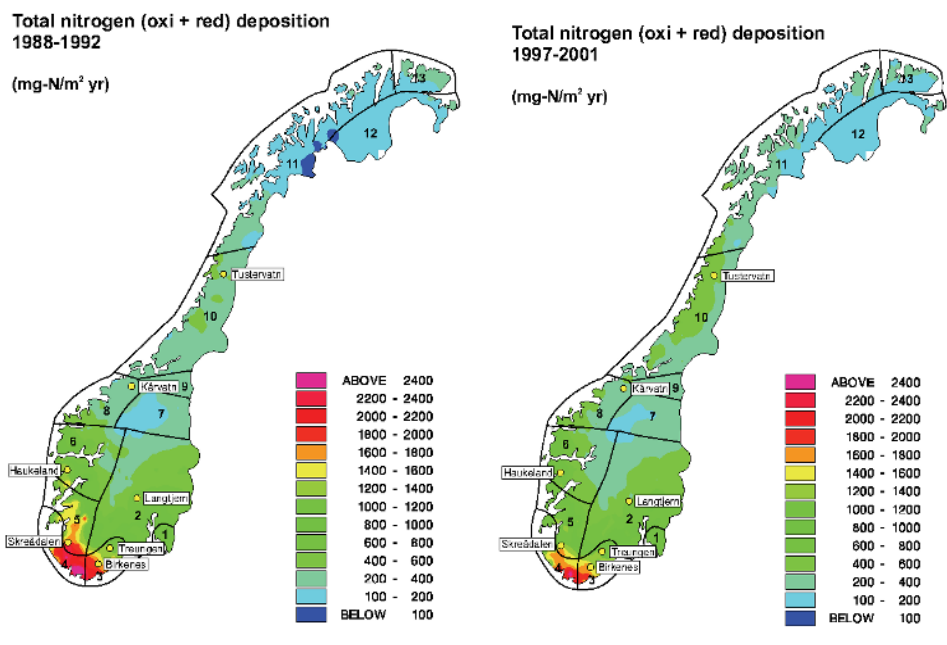 Total nitrogen (oxi + red) deposition
1988-1992
(mg-N/m² yr)
13
12
11
Tustervatn
10
Kårvatn
9
8
7
6
Haukeland
Langtjern
2
5
1
Skreådalen
Treungen
Birkenes
4
3
ABOVE 2400
2200 - 2400
2000 - 2200
1800 - 2000
1600 - 1800
1400 - 1600
1200 - 1400
1000 - 1200
800 - 1000
600 - 800
400 - 600
200 - 400
100 - 200
BELOW 100
Total nitrogen (oxi + red) deposition
1997-2001
(mg-N/m² yr)
13
12
11
Tustervatn
10
Kårvatn
9
8
7
6
Haukeland
Langtjern
2
5
1
Skreådalen
Treungen
Birkenes
4
3
ABOVE 2400
2200 - 2400
2000 - 2200
1800 - 2000
1600 - 1800
1400 - 1600
1200 - 1400
1000 - 1200
800 - 1000
600 - 800
400 - 600
200 - 400
100 - 200
BELOW 100